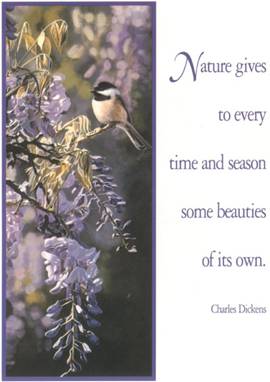 Nature gives
to every
time and season
some beauties
of its own.
Charles Dickens